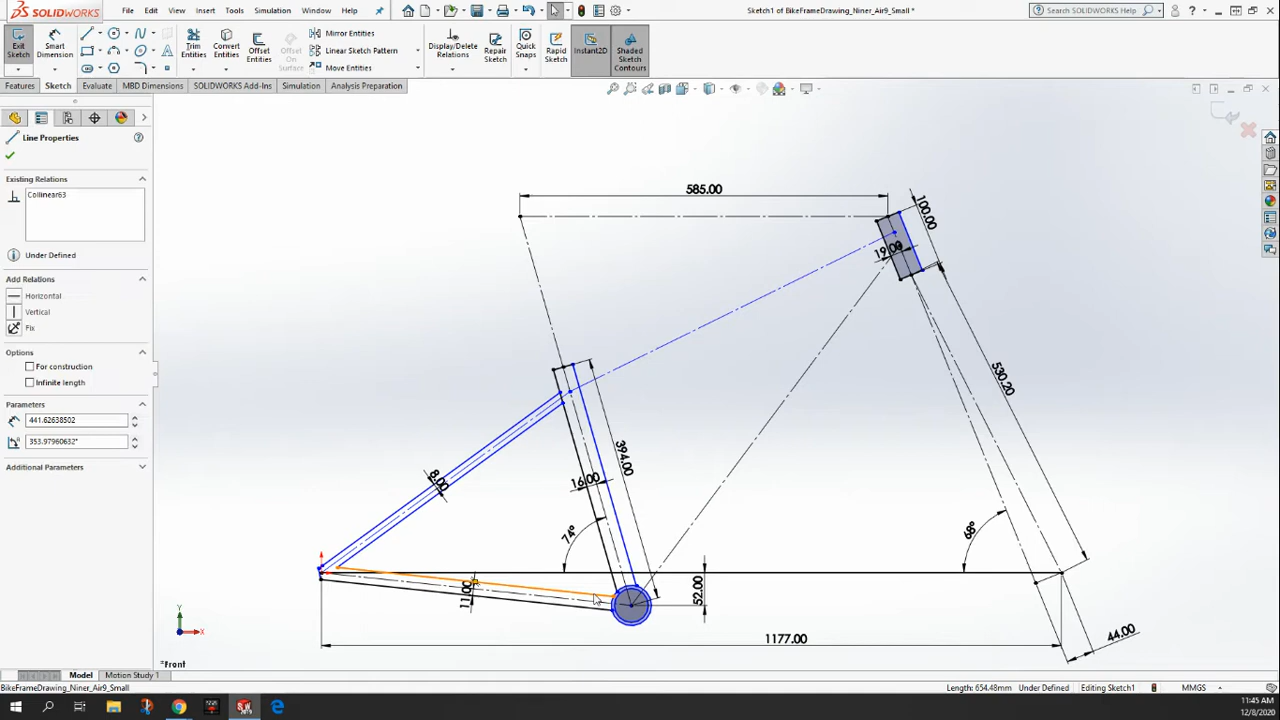 SOLIDWORKS
File Edit View Insert Tools Simulation Window Help
Sketch1 of BikeFrameDrawing_Niner_Air9_Small *
Search SOLIDWORKS Help
Exit Sketch
Smart Dimension
Trim Entities
Convert Entities
Offset Entities
Offset On Surface
Mirror Entities
Linear Sketch Pattern
Move Entities
Display/Delete Relations
Repair Sketch
Quick Snaps
Rapid Sketch
Instant2D
Shaded Sketch Contours
Features Sketch Evaluate MBD Dimensions SOLIDWORKS Add-Ins Simulation Analysis Preparation
Line Properties
Existing Relations
Collinear63
Under Defined
Add Relations
Horizontal
Vertical
Fix
Options
For construction
Infinite length
Parameters
441.62638502
353.97960632°
Additional Parameters
585.00
100.00
19.00
530.20
394.00
16.00
8.00
74°
68°
11.00
52.00
1177.00
44.00
Y
X
*Front
Model Motion Study 1
BikeFrameDrawing_Niner_Air9_Small
Length: 654.48mm Under Defined Editing Sketch1 MMGS
11:45 AM
12/8/2020